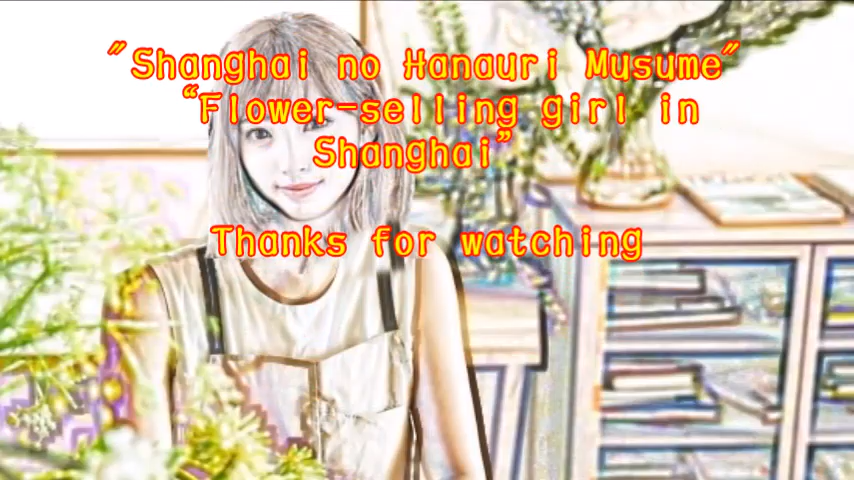 "Shanghai no Hanauri Musume"
“Flower-selling girl in
Shanghai”
Thanks for watching